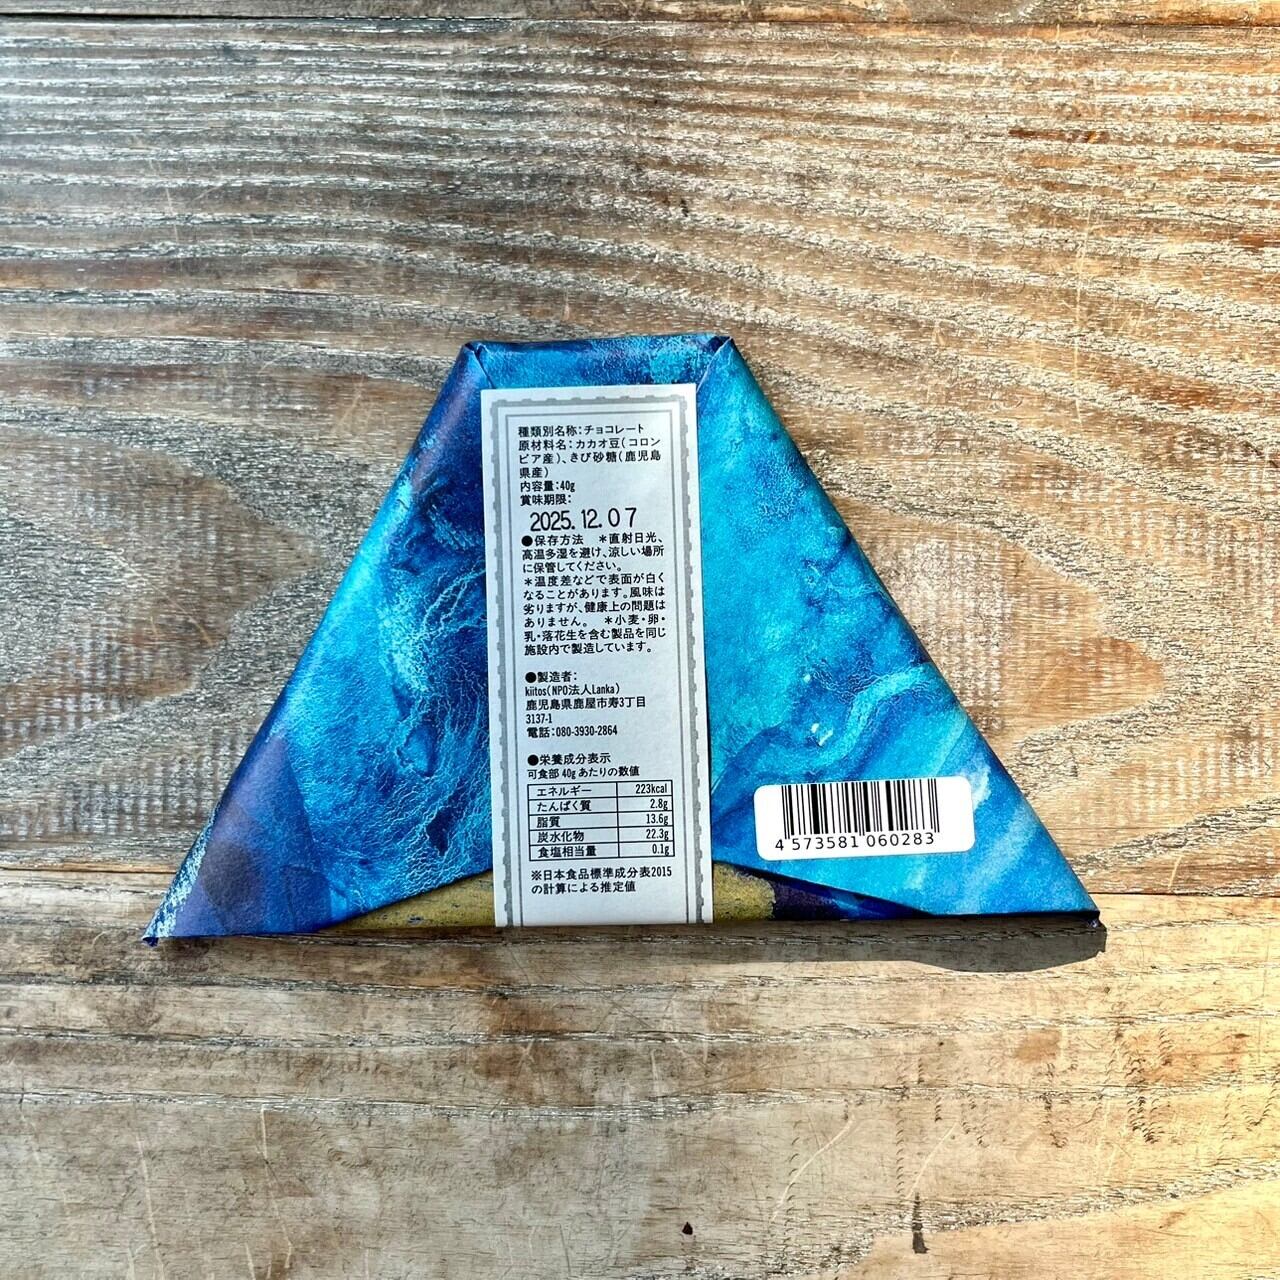 種類別名称:チョコレート
原材料名:カカオ豆(コロン
ビア産)、きび砂糖(鹿児島
県産)
内容量:40g
賞味期限:
2025.12.07
●保存方法　＊直射日光、
高温多湿を避け、涼しい場所
に保管してください。
＊温度差などで表面が白く
なることがあります。風味は
劣りますが、健康上の問題は
ありません。　＊小麦・卵・
乳・落花生を含む製品を同じ
施設内で製造しています。
●製造者:
kiitos(NPO法人Lanka)
鹿児島県鹿屋市寿3丁目
3137-1
電話:080-3930-2864
●栄養成分表示
可食部 40g あたりの数値
エネルギー 223kcal
たんぱく質 2.8g
脂質 13.6g
炭水化物 22.3g
食塩相当量 0.1g
※日本食品標準成分表2015
の計算による推定値
4 573581 060283